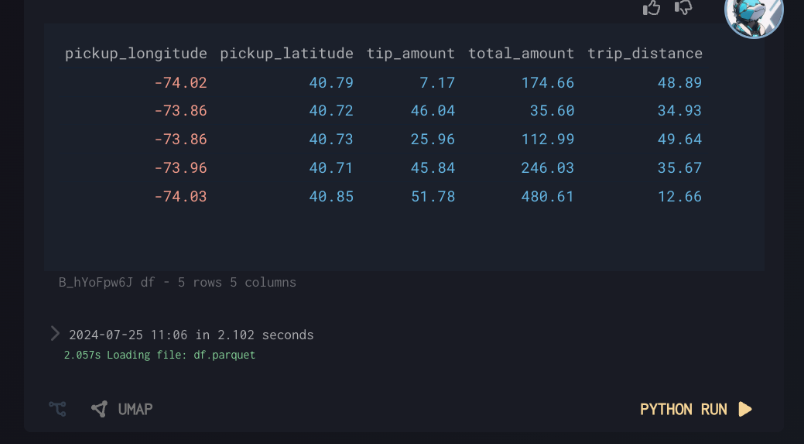 pickup_longitude pickup_latitude tip_amount total_amount trip_distance
-74.02 40.79 7.17 174.66 48.89
-73.86 40.72 46.04 35.60 34.93
-73.86 40.73 25.96 112.99 49.64
-73.96 40.71 45.84 246.03 35.67
-74.03 40.85 51.78 480.61 12.66
B_hYoFpw6J df - 5 rows 5 columns
2024-07-25 11:06 in 2.102 seconds
2.057s Loading file: df.parquet
UMAP PYTHON RUN